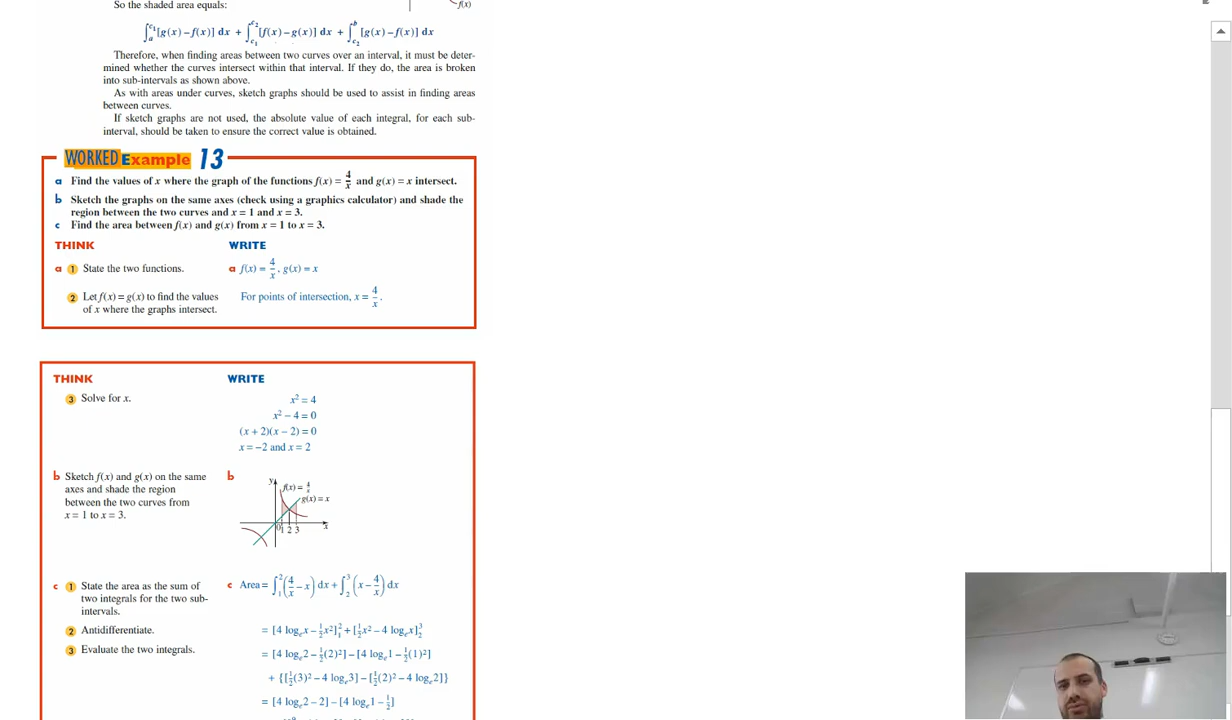 So the shaded area equals:
f(x)
∫ₐ^c₁[g(x) – f(x)] dx + ∫c₁^c₂[f(x) – g(x)] dx + ∫c₂^b [g(x) – f(x)] dx
Therefore, when finding areas between two curves over an interval, it must be deter-
mined whether the curves intersect within that interval. If they do, the area is broken
into sub-intervals as shown above.
As with areas under curves, sketch graphs should be used to assist in finding areas
between curves.
If sketch graphs are not used, the absolute value of each integral, for each sub-
interval, should be taken to ensure the correct value is obtained.
WORKED Example 13
a Find the values of x where the graph of the functions f(x) = 4/x and g(x) = x intersect.
b Sketch the graphs on the same axes (check using a graphics calculator) and shade the
region between the two curves and x = 1 and x = 3.
c Find the area between f(x) and g(x) from x = 1 to x = 3.
THINK WRITE
a 1 State the two functions. a f(x) = 4/x, g(x) = x
2 Let f(x) = g(x) to find the values For points of intersection, x = 4/x.
of x where the graphs intersect.
THINK WRITE
3 Solve for x. x² = 4
x² – 4 = 0
(x + 2)(x – 2) = 0
x = –2 and x = 2
b Sketch f(x) and g(x) on the same b
axes and shade the region
between the two curves from
x = 1 to x = 3.
y f(x) = 4/x
g(x) = x
0 1 2 3 x
c 1 State the area as the sum of c Area = ∫₁²(4/x – x) dx + ∫₂³(x – 4/x) dx
two integrals for the two sub-
intervals.
2 Antidifferentiate. = [4 logₑx – ½x²]₁² + [½x² – 4 logₑx]₂³
3 Evaluate the two integrals. = [4 logₑ2 – ½(2)²] – [4 logₑ1 – ½(1)²]
+ {[½(3)² – 4 logₑ3] – [½(2)² – 4 logₑ2]}
= [4 logₑ2 – 2] – [4 logₑ1 – ½]